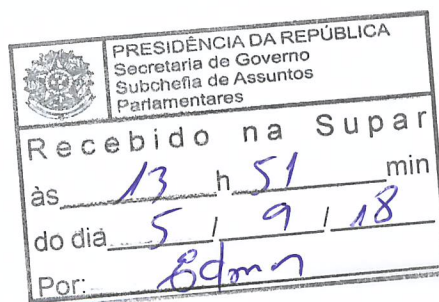 PRESIDÊNCIA DA REPÚBLICA
Secretaria de Governo
Subchefia de Assuntos
Parlamentares
Recebido na Supar
às 13 h 51 min
do dia 5 / 9 / 18
Por: